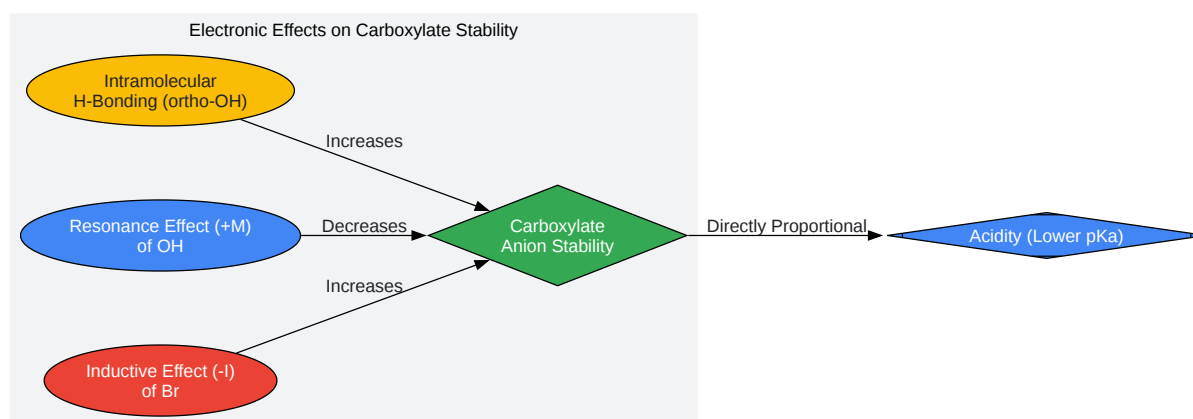 Electronic Effects on Carboxylate Stability
Intramolecular
H-Bonding (ortho-OH)
Increases
Resonance Effect (+M)
of OH
Decreases
Carboxylate
Anion Stability
Directly Proportional
Acidity (Lower pKa)
Increases
Inductive Effect (-I)
of Br